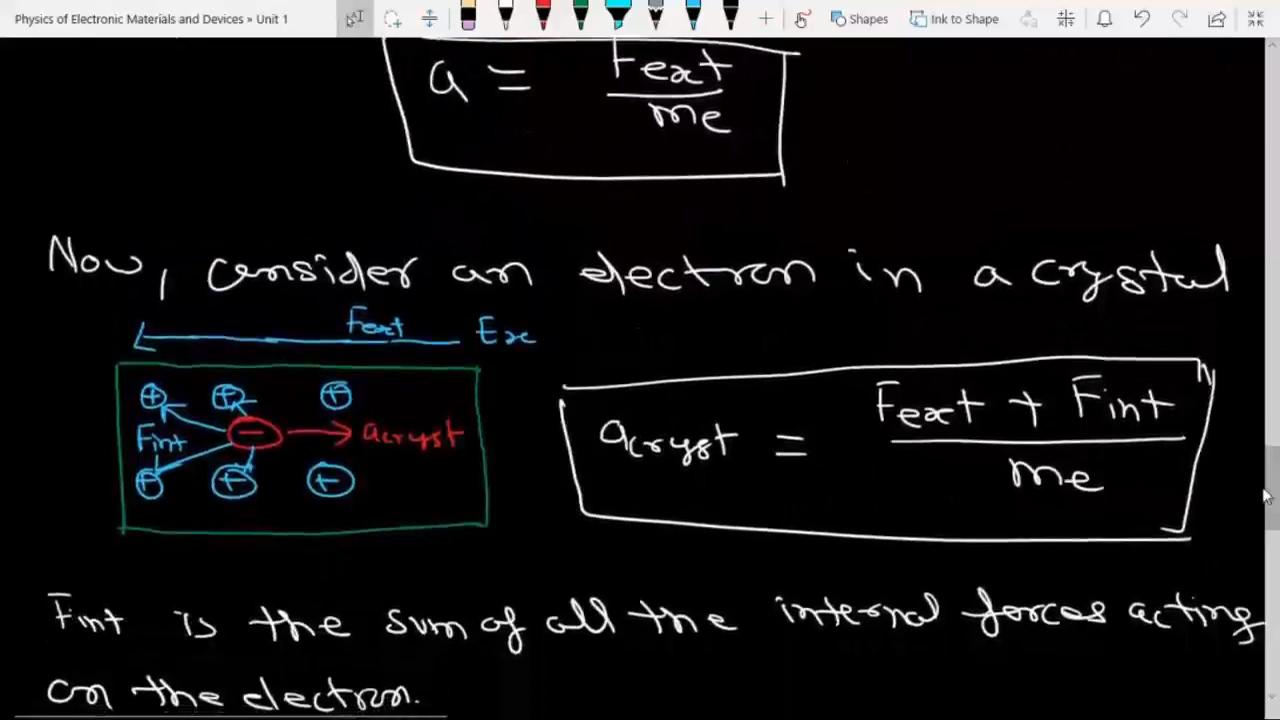 Physics of Electronic Materials and Devices » Unit 1
Shapes
Ink to Shape
a = Fext / me
Now, consider an electron in a crystal
Fext Ex
+ + +
Fint - acryst
+ + +
acryst = Fext + Fint / me
Fint is the sum of all the internal forces acting
on the electron.